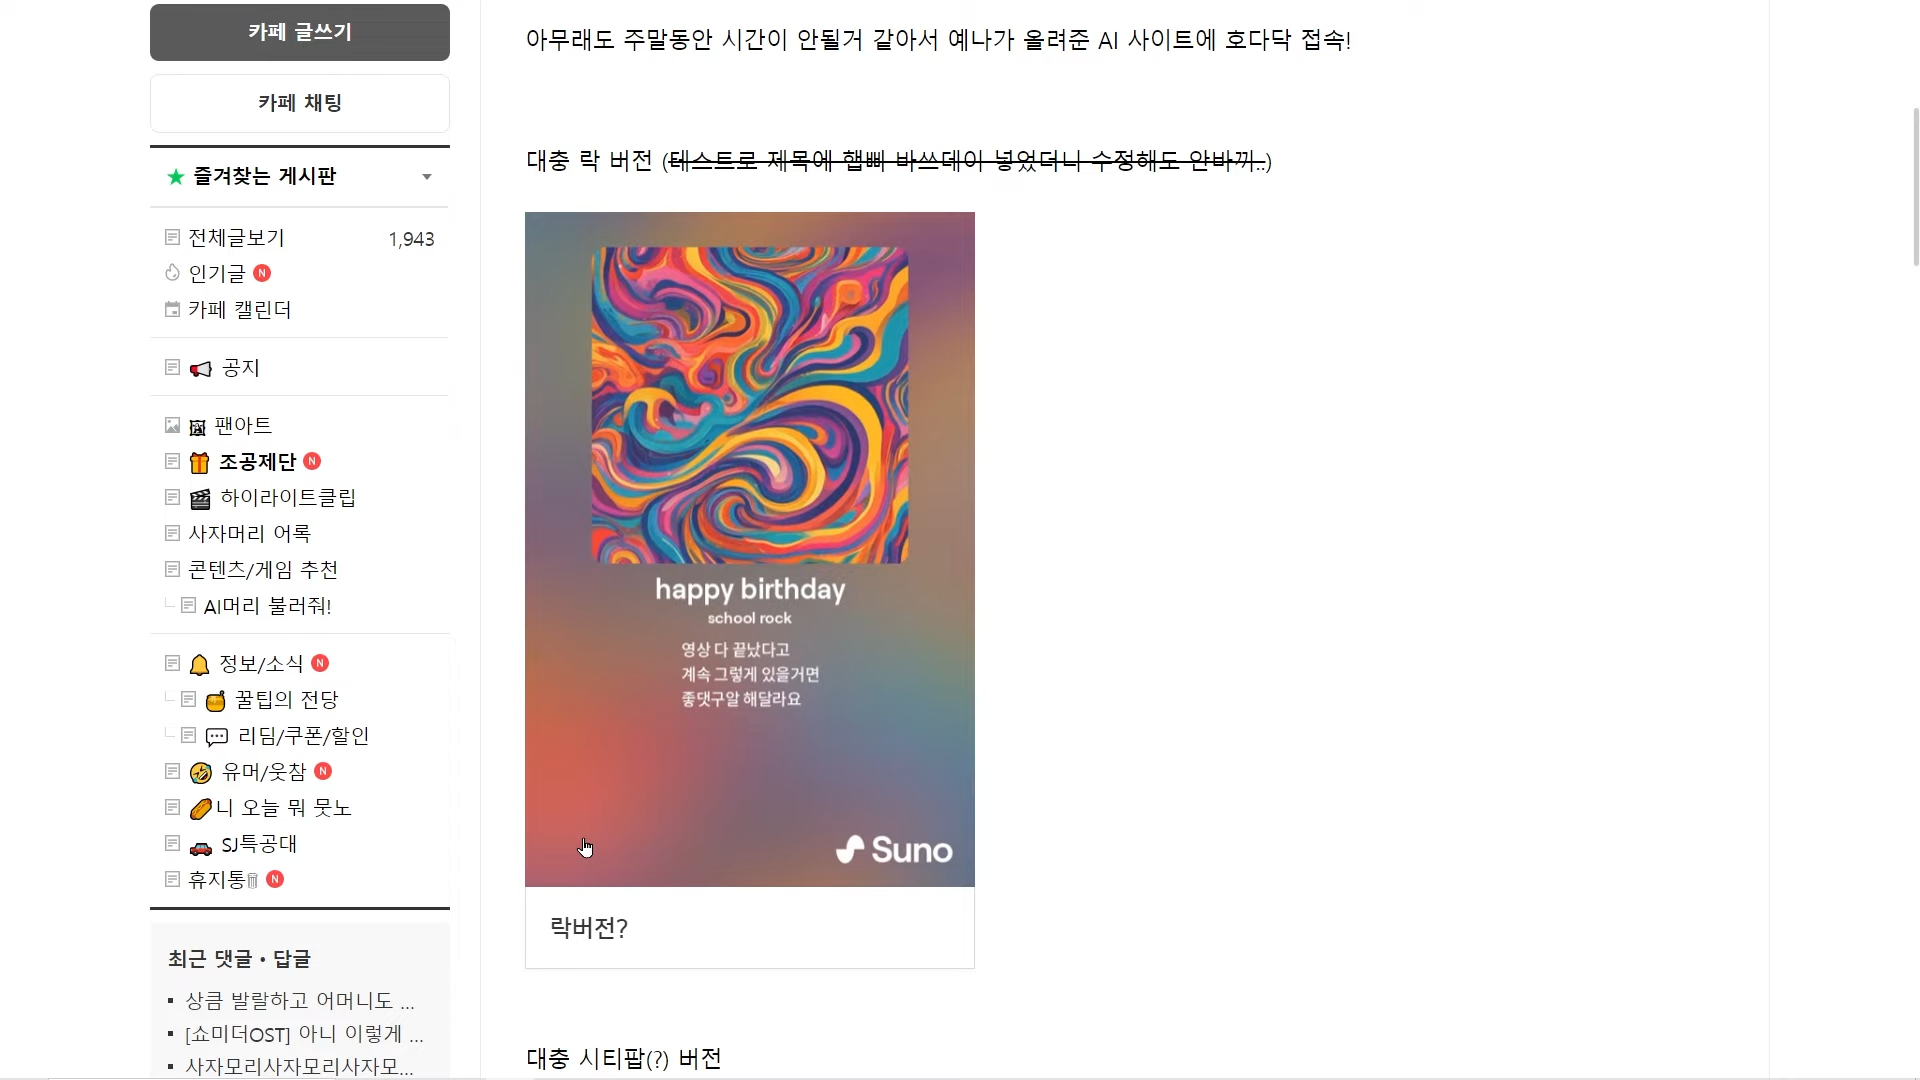 카페 글쓰기
카페 채팅
즐겨찾는 게시판
전체글보기 1,943
인기글 N
카페 캘린더
공지
팬아트
조공제단 N
하이라이트클립
사자머리 어록
콘텐츠/게임 추천
AI머리 불러줘!
정보/소식 N
꿀팁의 전당
리딤/쿠폰/할인
유머/웃참 N
니 오늘 뭐 뭇노
SJ특공대
휴지통 N
최근 댓글 • 답글
상큼 발랄하고 어머니도 ...
[쇼미더OST] 아니 이렇게 ...
사자모리사자모리사자모...
아무래도 주말동안 시간이 안될거 같아서 예나가 올려준 AI 사이트에 호다닥 접속!
대충 락 버전 (테스트로 제목에 햅삐 바쓰데이 넣었더니 수정해도 안바껴..)
happy birthday
school rock
영상 다 끝났다고
계속 그렇게 있을거면
좋댓구알 해달라요
Suno
락버전?
대충 시티팝(?) 버전